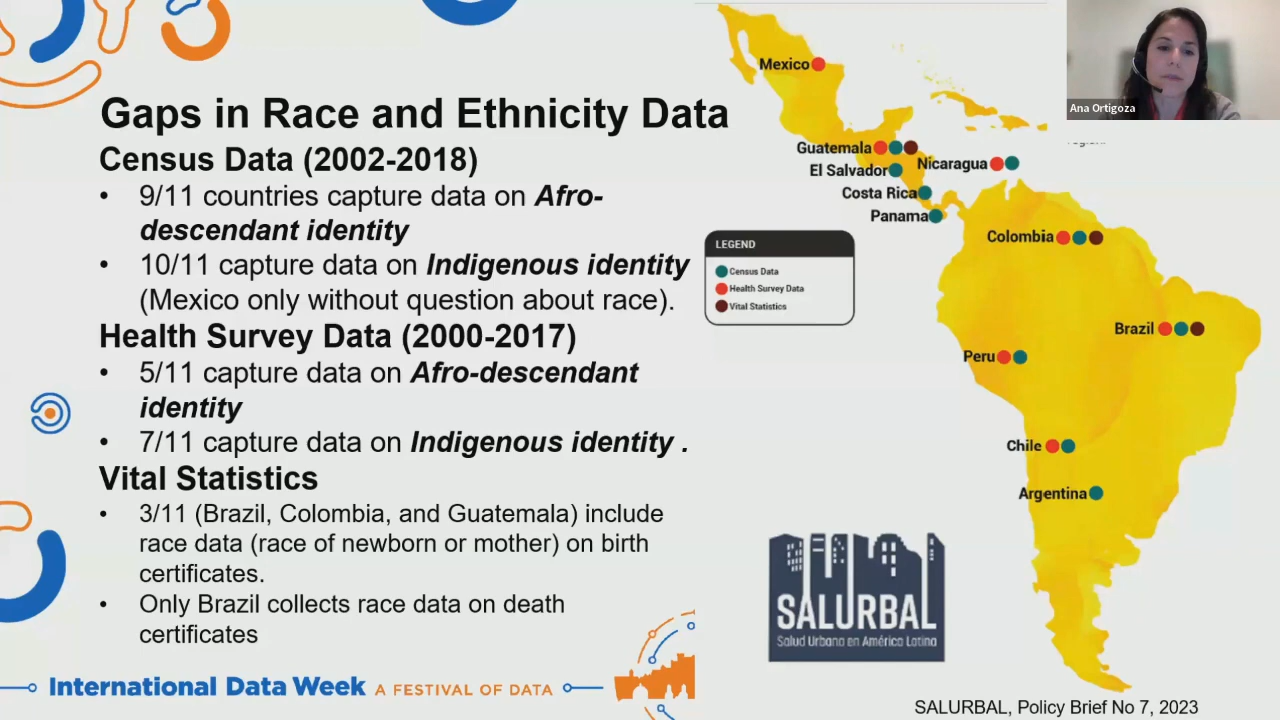 Gaps in Race and Ethnicity Data
Census Data (2002-2018)
• 9/11 countries capture data on Afro-
descendant identity
• 10/11 capture data on Indigenous identity
(Mexico only without question about race).
Health Survey Data (2000-2017)
• 5/11 capture data on Afro-descendant
identity
• 7/11 capture data on Indigenous identity .
Vital Statistics
• 3/11 (Brazil, Colombia, and Guatemala) include
race data (race of newborn or mother) on birth
certificates.
• Only Brazil collects race data on death
certificates
International Data Week A FESTIVAL OF DATA
Mexico
Guatemala
El Salvador
Nicaragua
Costa Rica
Panama
Colombia
Brazil
Peru
Chile
Argentina
LEGEND
Census Data
Health Survey Data
Vital Statistics
SALURBAL
Salud Urbana en América Latina
SALURBAL, Policy Brief No 7, 2023
Ana Ortigoza